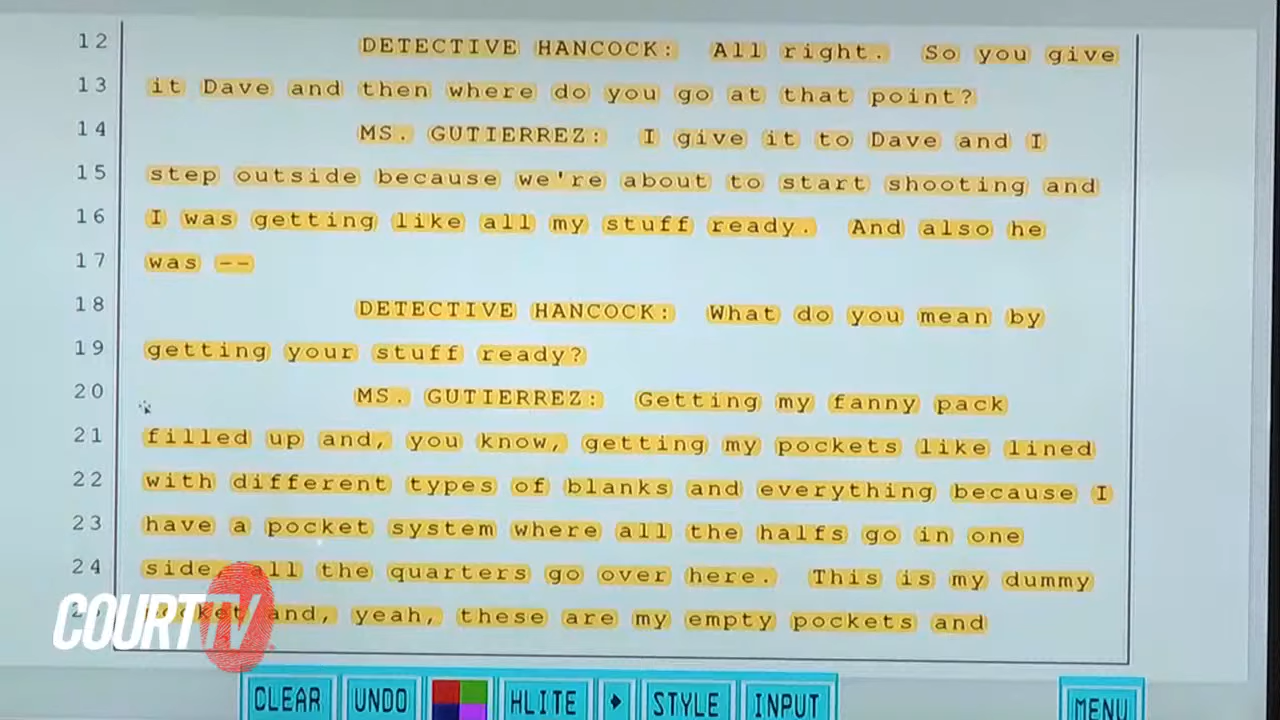 12 DETECTIVE HANCOCK: All right. So you give
13 it Dave and then where do you go at that point?
14 MS. GUTIERREZ: I give it to Dave and I
15 step outside because we're about to start shooting and
16 I was getting like all my stuff ready. And also he
17 was --
18 DETECTIVE HANCOCK: What do you mean by
19 getting your stuff ready?
20 MS. GUTIERREZ: Getting my fanny pack
21 filled up and, you know, getting my pockets like lined
22 with different types of blanks and everything because I
23 have a pocket system where all the halfs go in one
24 side, all the quarters go over here. This is my dummy
25 pocket and, yeah, these are my empty pockets and
COURT TV
CLEAR UNDO HLITE STYLE INPUT MENU